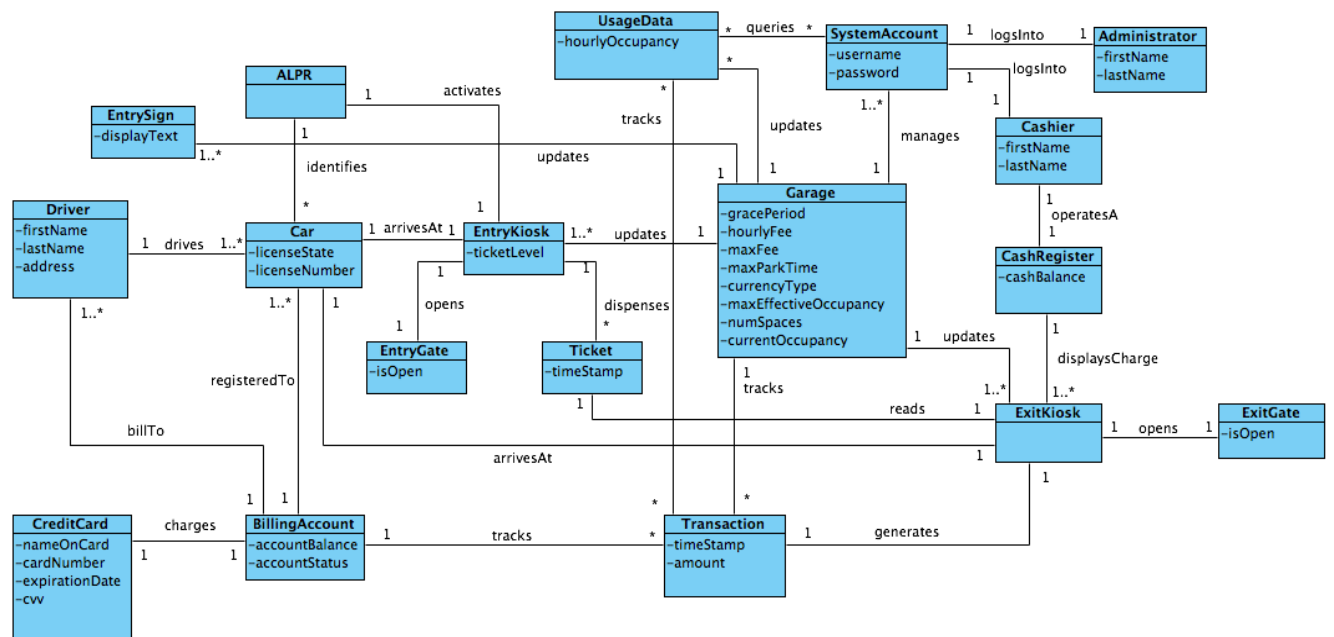 UsageData
-hourlyOccupancy
* queries *
SystemAccount
-username
-password
1 logsInto 1
Administrator
-firstName
-lastName
logsInto
1
1
ALPR
1 activates
*
*
tracks
updates
1..*
manages
Cashier
-firstName
-lastName
EntrySign
-displayText
1..*
updates
1
identifies
1
1
1
1
*
Driver
-firstName
-lastName
-address
1 drives 1..*
Car
-licenseState
-licenseNumber
1 arrivesAt 1
EntryKiosk
-ticketLevel
1..* updates 1
Garage
-gracePeriod
-hourlyFee
-maxFee
-maxParkTime
-currencyType
-maxEffectiveOccupancy
-numSpaces
-currentOccupancy
1
operatesA
1
CashRegister
-cashBalance
1..*
1..*
1
1
opens
1
1
dispenses
*
EntryGate
-isOpen
Ticket
-timeStamp
1 updates
1..*
1
displaysCharge
1..*
registeredTo
1
tracks
1 reads 1
ExitKiosk
1 opens 1
ExitGate
-isOpen
billTo
arrivesAt
1
1
1
1
*
*
CreditCard
-nameOnCard
-cardNumber
-expirationDate
-cvv
charges
1 1
BillingAccount
-accountBalance
-accountStatus
1 tracks *
Transaction
-timeStamp
-amount
1 generates